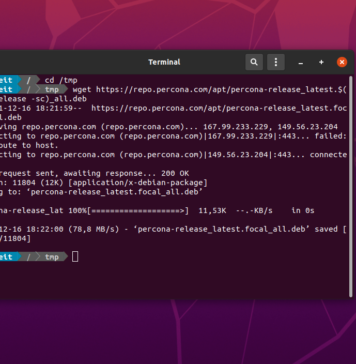 Terminal
eit / cd /tmp
eit / tmp wget https://repo.percona.com/apt/percona-release_latest.$(
elease -sc)_all.deb
1-12-16 18:21:59-- https://repo.percona.com/apt/percona-release_latest.foc
l.deb
ving repo.percona.com (repo.percona.com)... 167.99.233.229, 149.56.23.204
cting to repo.percona.com (repo.percona.com)|167.99.233.229|:443... failed:
oute to host.
cting to repo.percona.com (repo.percona.com)|149.56.23.204|:443... connecte
request sent, awaiting response... 200 OK
h: 11804 (12K) [application/x-debian-package]
g to: ‘percona-release_latest.focal_all.deb’
na-release_lat 100%[===================>] 11,53K --.-KB/s in 0s
12-16 18:22:00 (78,8 MB/s) - ‘percona-release_latest.focal_all.deb’ saved [
/11804]
eit / tmp